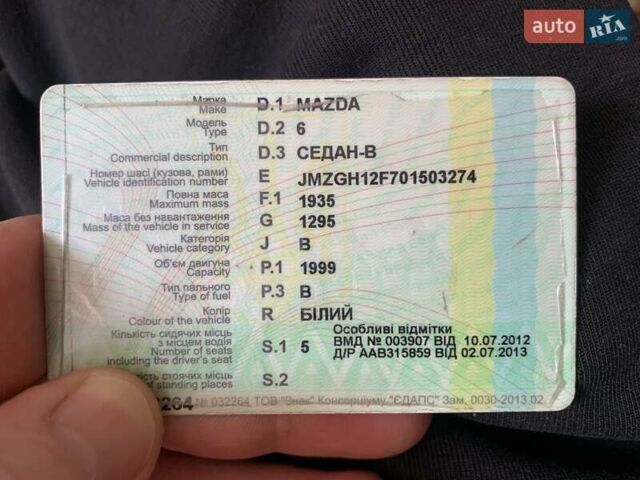 auto RIA.com
Марка D.1 MAZDA
Make
Модель D.2 6
Type
Тип D.3 СЕДАН-В
Commercial description
Номер шасі (кузова, рами) E JMZGH12F701503274
Vehicle identification number
Повна маса F.1 1935
Maximum mass
Маса без навантаження G 1295
Mass of the vehicle in service
Категорія J B
Vehicle category
Об'єм двигуна P.1 1999
Capacity
Тип пального P.3 B
Type of fuel
Колір R БІЛИЙ
Colour of the vehicle
Кількість сидячих місць S.1 5
з місцем водія
Number of seats
including the driver's seat
Особливі відмітки
ВМД № 003907 ВІД 10.07.2012
Д/Р ААВ315859 ВІД 02.07.2013
стоячих місць S.2
of standing places
2264 № 032264 ТОВ "Знак" Консорціуму "ЄДАПС" Зам. 0030-2013.02